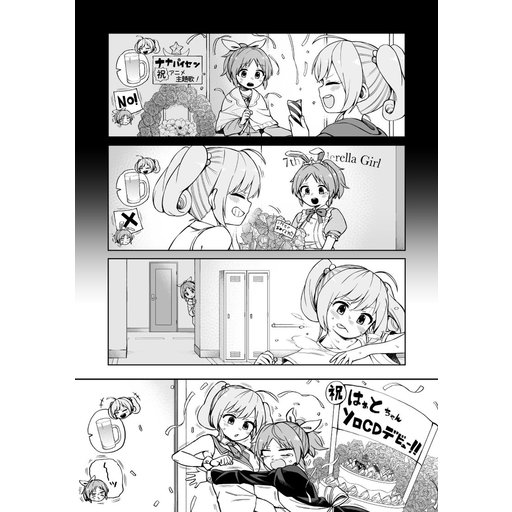 ナナパイセン
祝 アニメ
主題歌！
No!
7th
rella Girl
祝 はぁと ちゃん
ソロCDデビュー!!